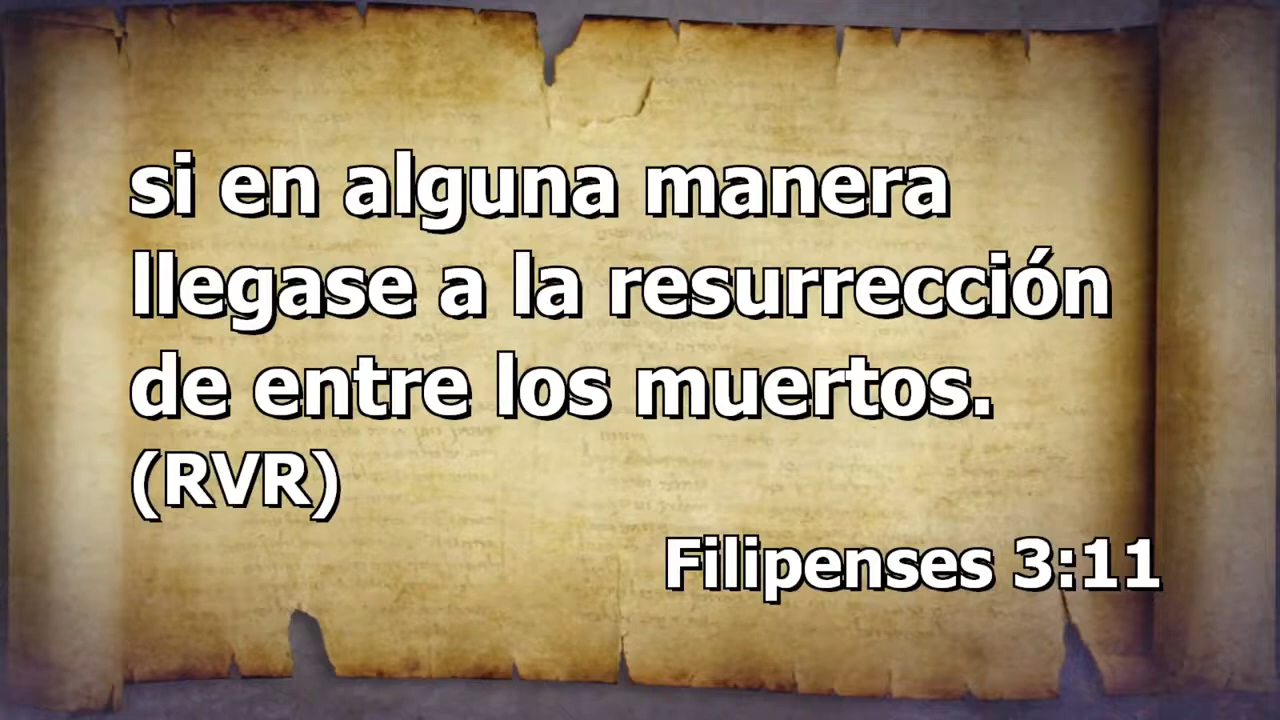 si en alguna manera
llegase a la resurrección
de entre los muertos.
(RVR)
Filipenses 3:11